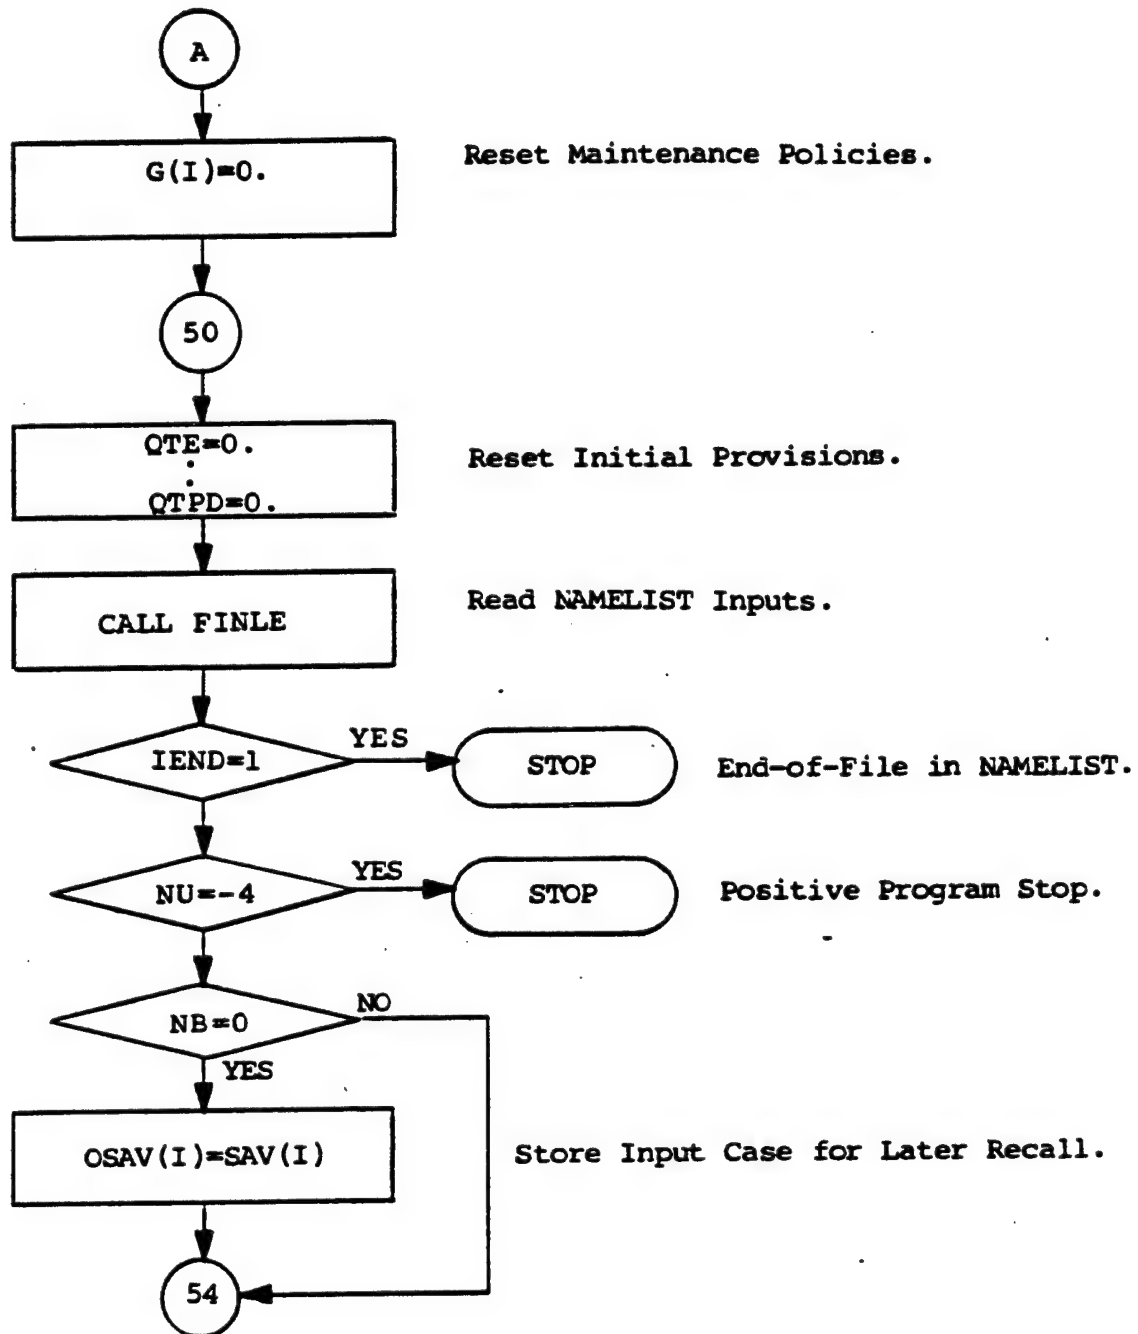 A
G(I)=0.
Reset Maintenance Policies.
50
QTE=0.
.
.
QTPD=0.
Reset Initial Provisions.
CALL FINLE
Read NAMELIST Inputs.
IEND=1
YES
STOP
End-of-File in NAMELIST.
NU=-4
YES
STOP
Positive Program Stop.
NB=0
NO
YES
OSAV(I)=SAV(I)
Store Input Case for Later Recall.
54